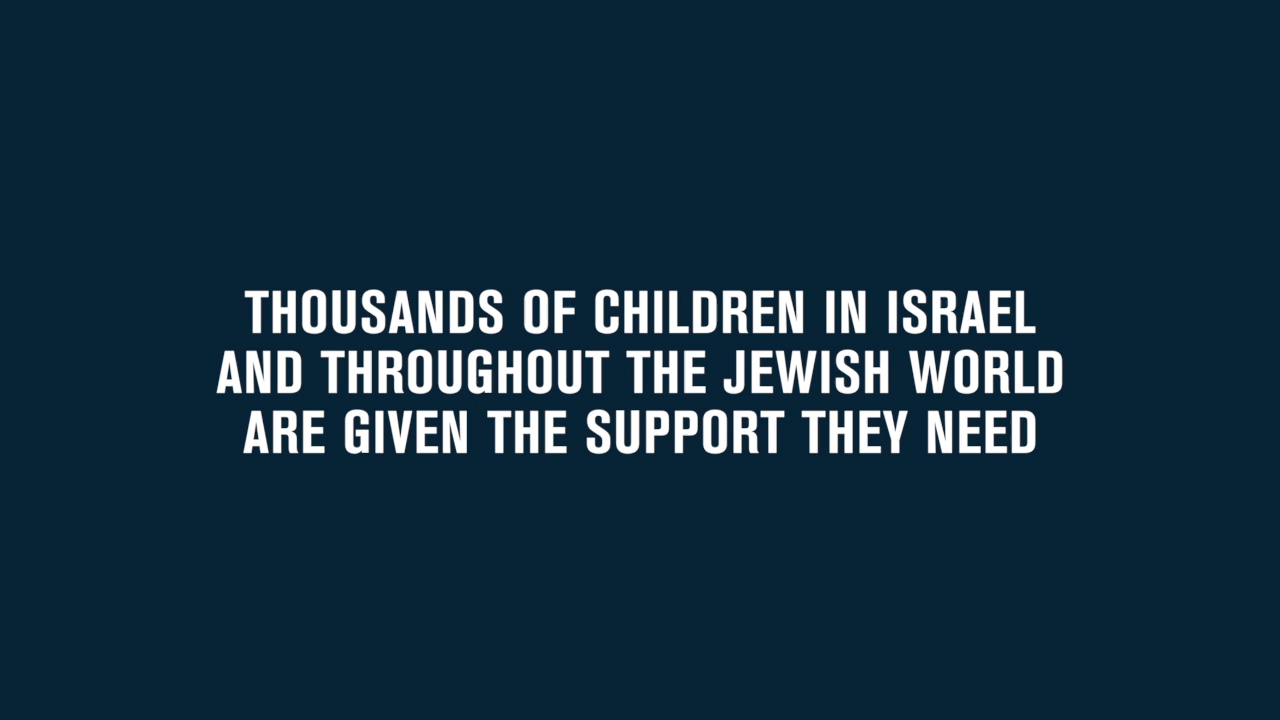 THOUSANDS OF CHILDREN IN ISRAEL
AND THROUGHOUT THE JEWISH WORLD
ARE GIVEN THE SUPPORT THEY NEED